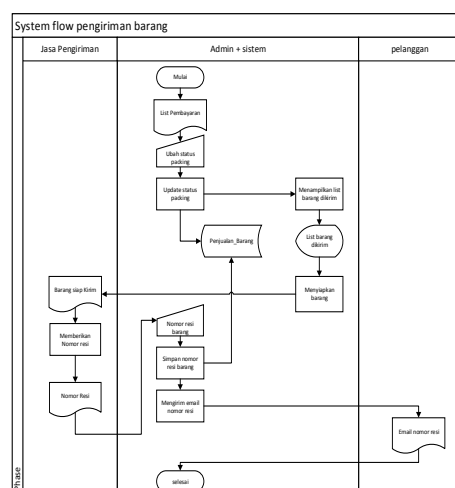 System flow pengiriman barang
Jasa Pengiriman
Admin + sistem
pelanggan
Mulai
List Pembayaran
Ubah status
packing
Update status
packing
Menampilkan list
barang dikirim
Penjualan_Barang
List barang
dikirim
Menyiapkan
barang
Barang siap Kirim
Memberikan
Nomor resi
Nomor Resi
Nomor resi
barang
Simpan nomor
resi barang
Mengirim email
nomor resi
Email nomor resi
selesai
Phase